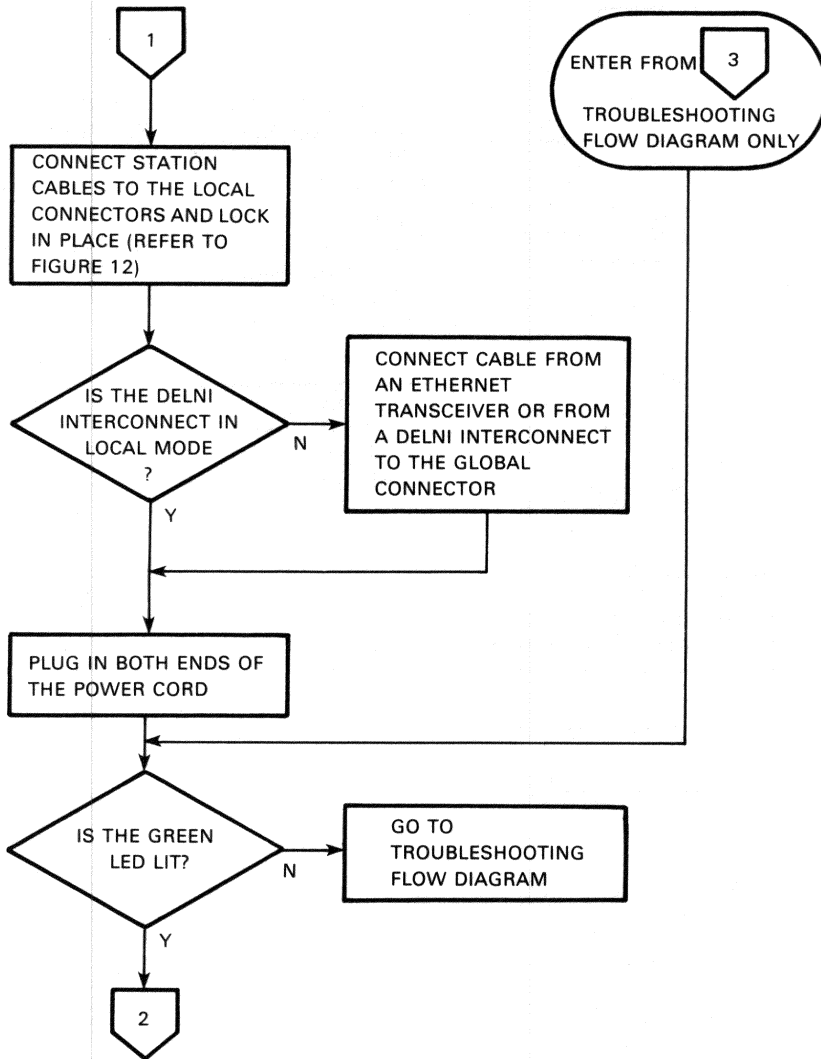 1
ENTER FROM 3
TROUBLESHOOTING
FLOW DIAGRAM ONLY
CONNECT STATION
CABLES TO THE LOCAL
CONNECTORS AND LOCK
IN PLACE (REFER TO
FIGURE 12)
IS THE DELNI
INTERCONNECT IN
LOCAL MODE
?
N
Y
CONNECT CABLE FROM
AN ETHERNET
TRANSCEIVER OR FROM
A DELNI INTERCONNECT
TO THE GLOBAL
CONNECTOR
PLUG IN BOTH ENDS OF
THE POWER CORD
IS THE GREEN
LED LIT?
N
Y
GO TO
TROUBLESHOOTING
FLOW DIAGRAM
2